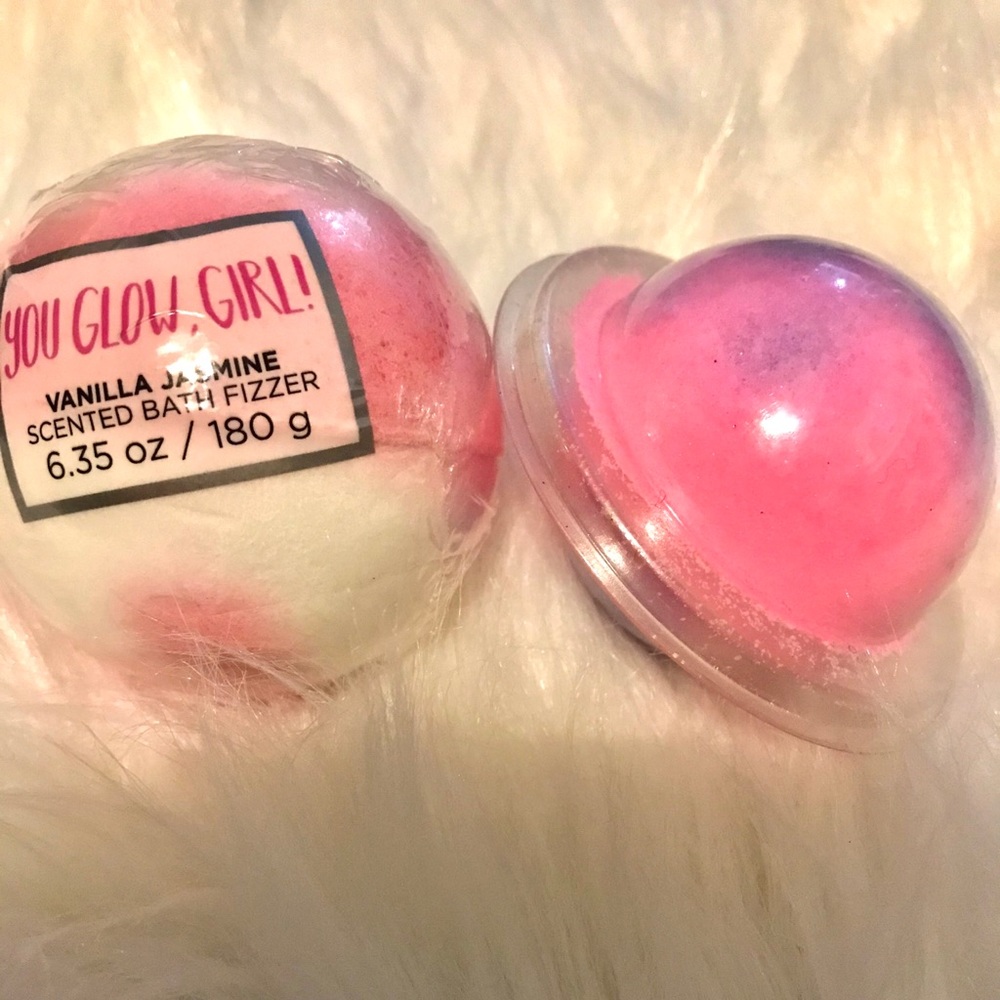 YOU GLOW, GIRL!
VANILLA JASMINE
SCENTED BATH FIZZER
6.35 oz / 180 g